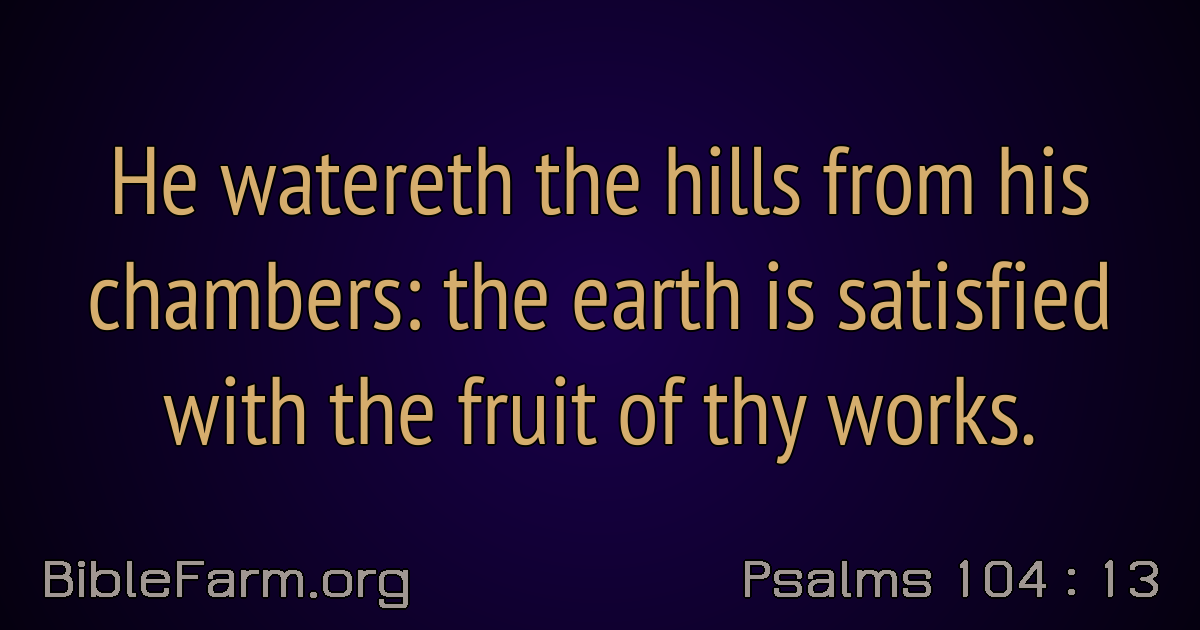 He watereth the hills from his
chambers: the earth is satisfied
with the fruit of thy works.
BibleFarm.org
Psalms 104 : 13